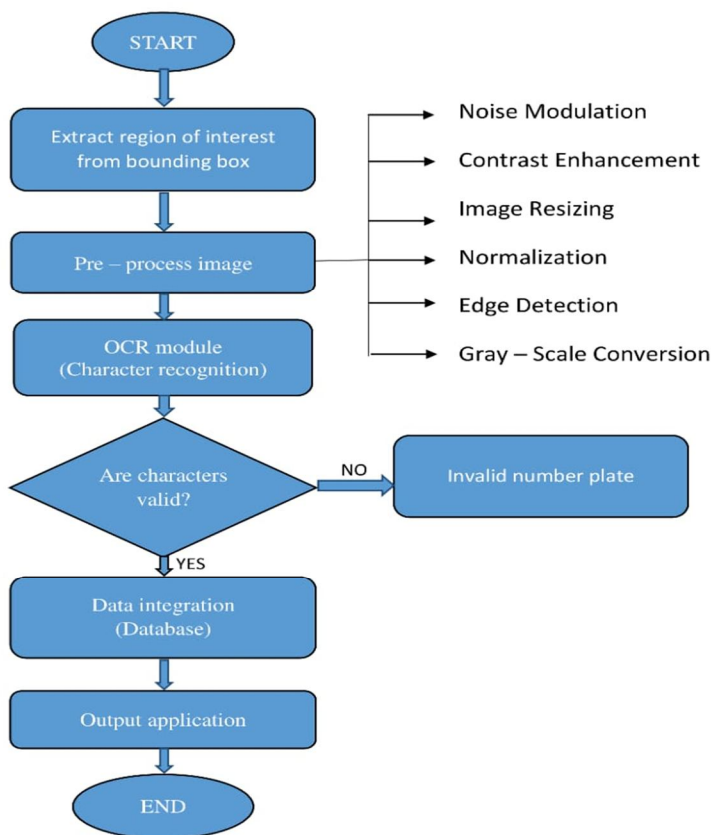 START
Extract region of interest
from bounding box
Pre – process image
Noise Modulation
Contrast Enhancement
Image Resizing
Normalization
Edge Detection
Gray – Scale Conversion
OCR module
(Character recognition)
Are characters
valid?
NO
Invalid number plate
YES
Data integration
(Database)
Output application
END